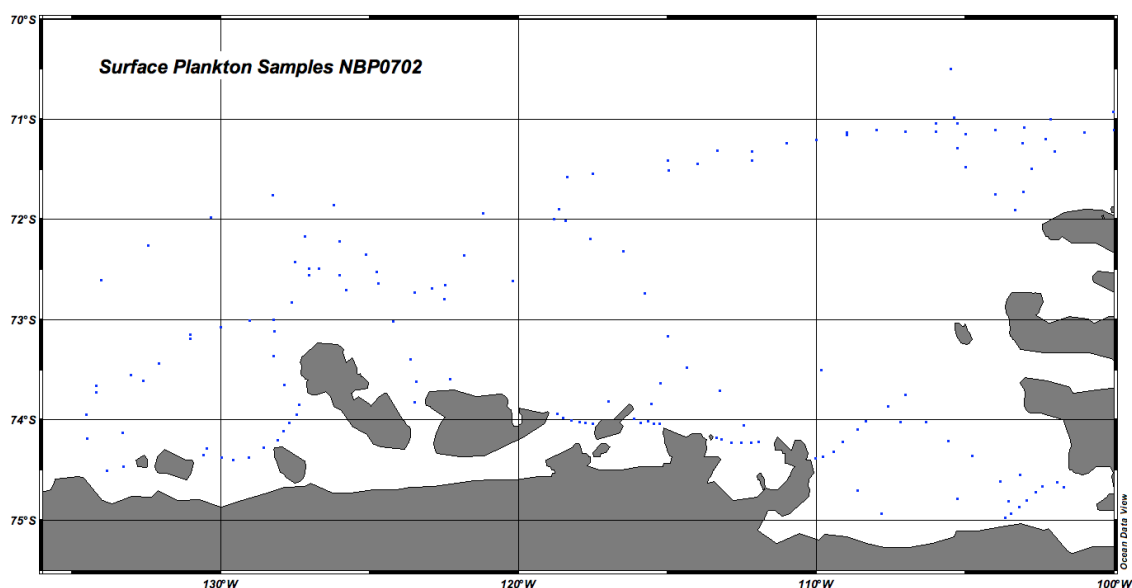 70°S
Surface Plankton Samples NBP0702
71°S
72°S
73°S
74°S
75°S
130°W
120°W
110°W
100°W
Ocean Data View